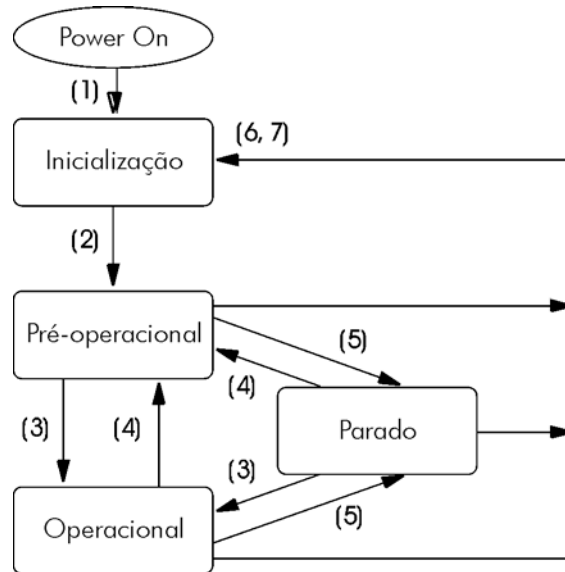 Power On
(1)
Inicialização
(6, 7)
(2)
Pré-operacional
(5)
(4)
Parado
(3)
(4)
(3)
Operacional
(5)